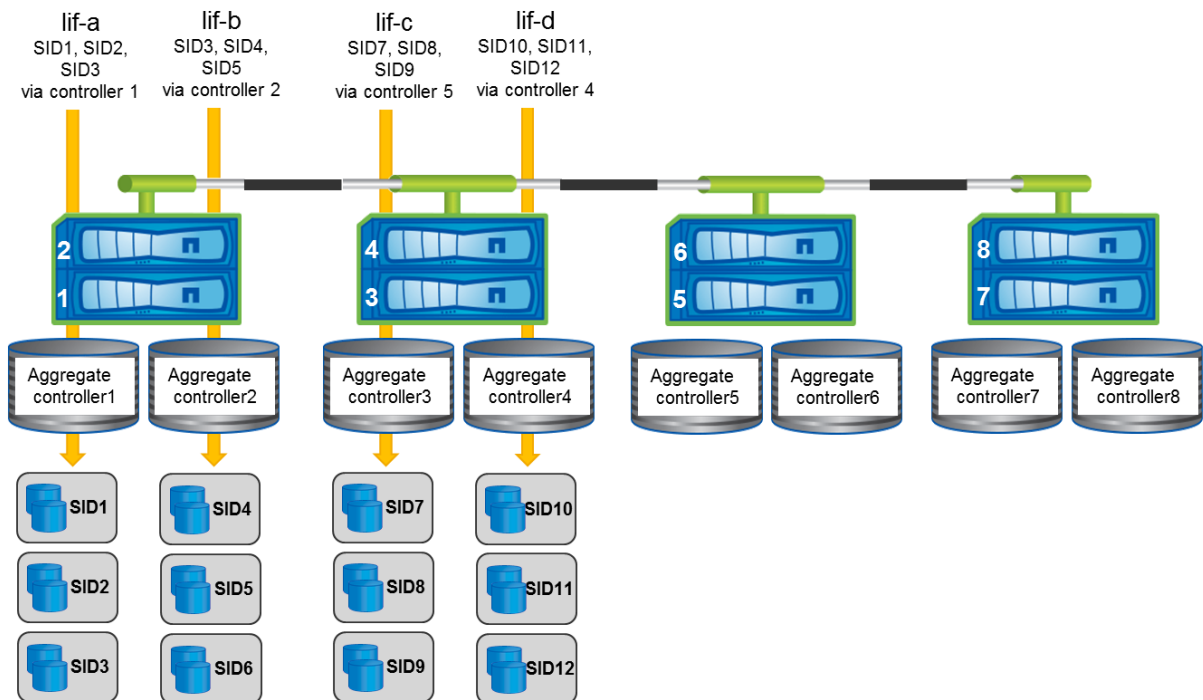 lif-a
SID1, SID2,
SID3
via controller 1
lif-b
SID3, SID4,
SID5
via controller 2
lif-c
SID7, SID8,
SID9
via controller 5
lif-d
SID10, SID11,
SID12
via controller 4
2
1
4
3
6
5
8
7
Aggregate
controller1
Aggregate
controller2
Aggregate
controller3
Aggregate
controller4
Aggregate
controller5
Aggregate
controller6
Aggregate
controller7
Aggregate
controller8
SID1
SID4
SID7
SID10
SID2
SID5
SID8
SID11
SID3
SID6
SID9
SID12